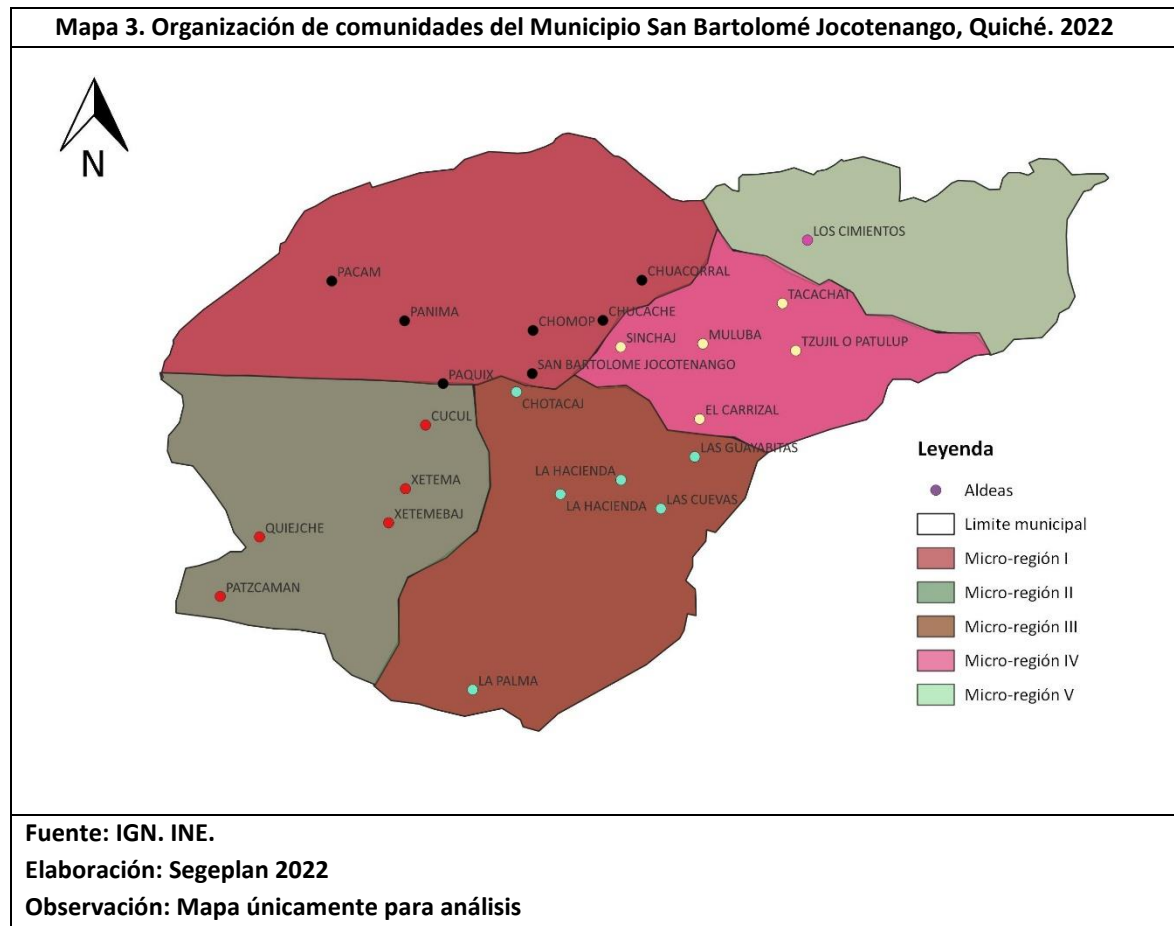 Mapa 3. Organización de comunidades del Municipio San Bartolomé Jocotenango, Quiché. 2022
N
LOS CIMIENTOS
PACAM
CHUACORRAL
TACACHAT
PANIMA
CHUCACHE
CHOMOP
SINCHAJ
MULUBA
TZUJIL O PATULUP
SAN BARTOLOME JOCOTENANGO
PAQUIX
CHOTACAJ
CUCUL
EL CARRIZAL
LAS GUAYABITAS
LA HACIENDA
XETEMA
LA HACIENDA
LAS CUEVAS
XETEMEBAJ
QUIEJCHE
PATZCAMAN
LA PALMA
Leyenda
Aldeas
Limite municipal
Micro-región I
Micro-región II
Micro-región III
Micro-región IV
Micro-región V
Fuente: IGN. INE.
Elaboración: Segeplan 2022
Observación: Mapa únicamente para análisis